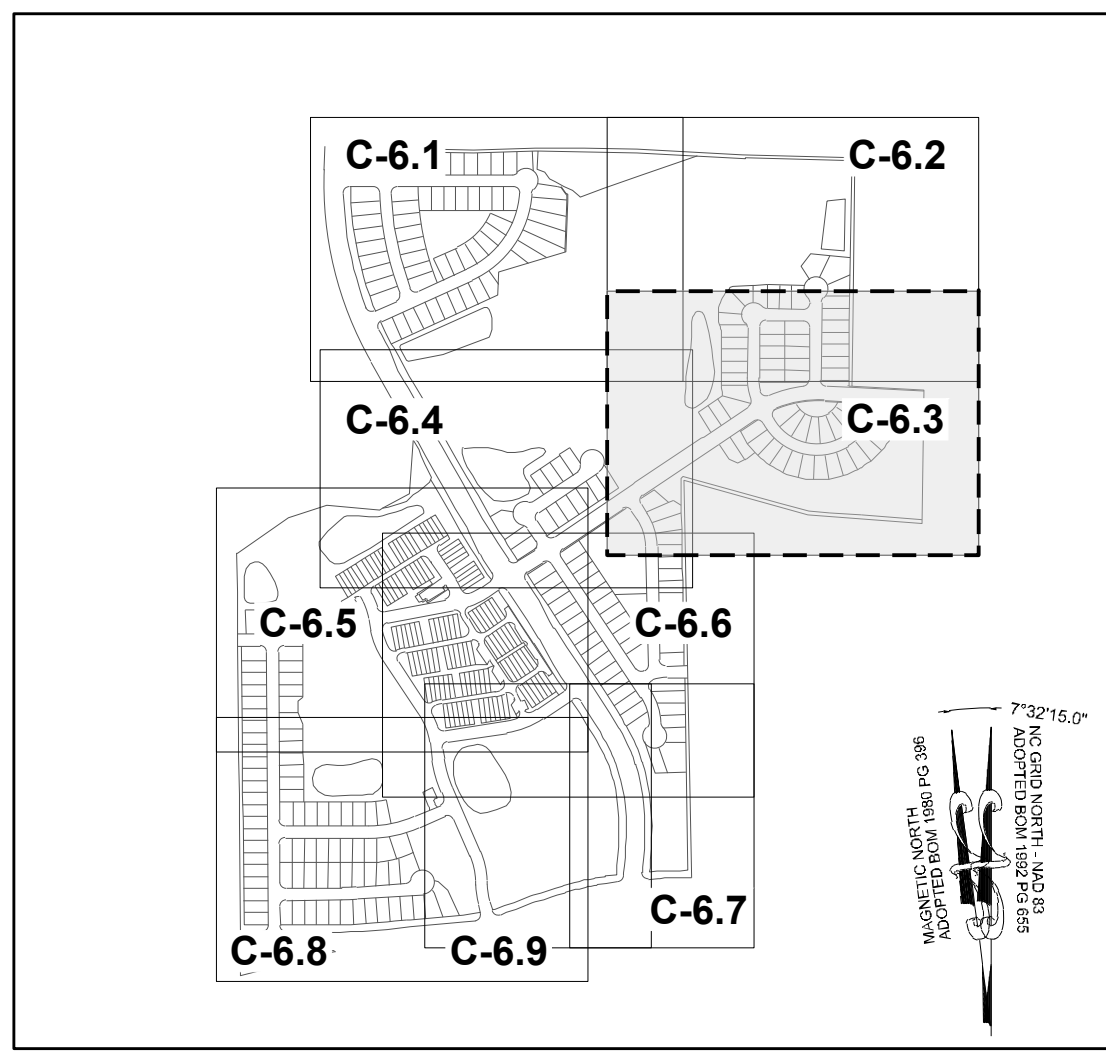 C-6.1
C-6.2
C-6.3
C-6.4
C-6.5
C-6.6
C-6.7
C-6.8
C-6.9
7°32'15.0"
NC GRID NORTH - NAD 83
ADOPTED BOM 1992 PG 655
MAGNETIC NORTH
ADOPTED BOM 1980 PG 396